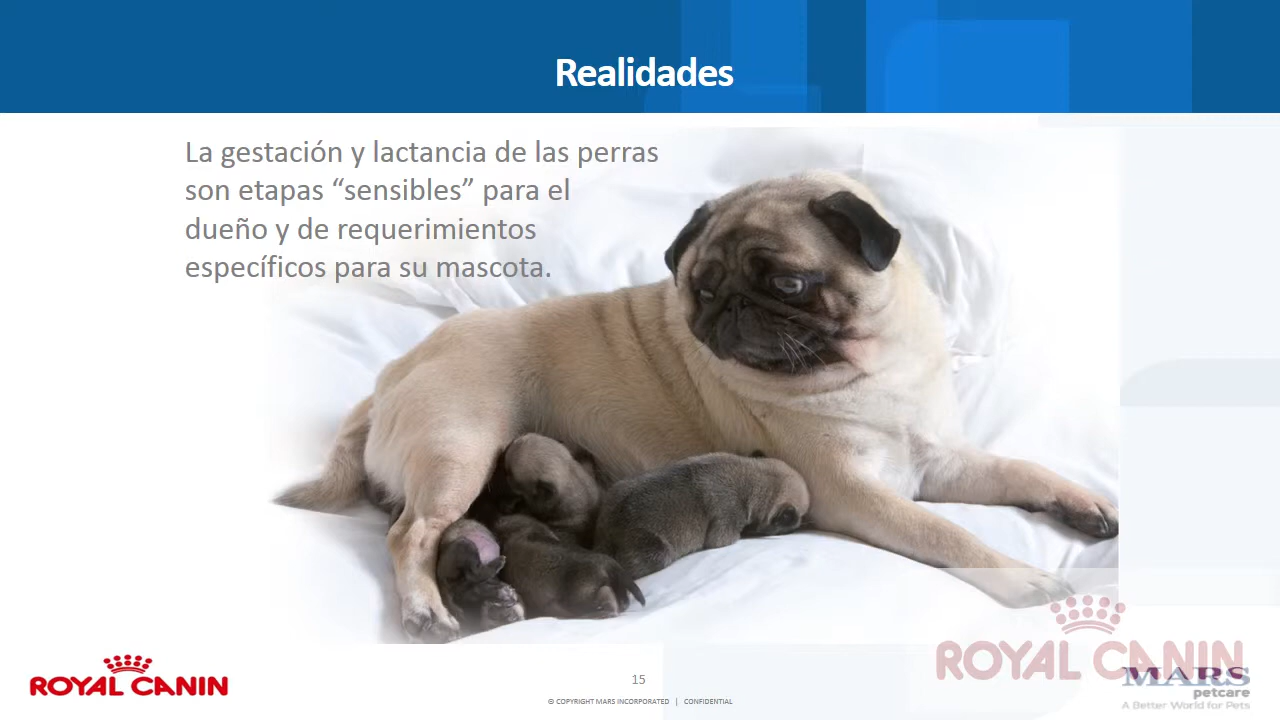 Realidades
La gestación y lactancia de las perras
son etapas “sensibles” para el
dueño y de requerimientos
específicos para su mascota.
ROYAL CANIN
15
© COPYRIGHT MARS INCORPORATED | CONFIDENTIAL
ROYAL CANIN
MARS
petcare
A Better World for Pets